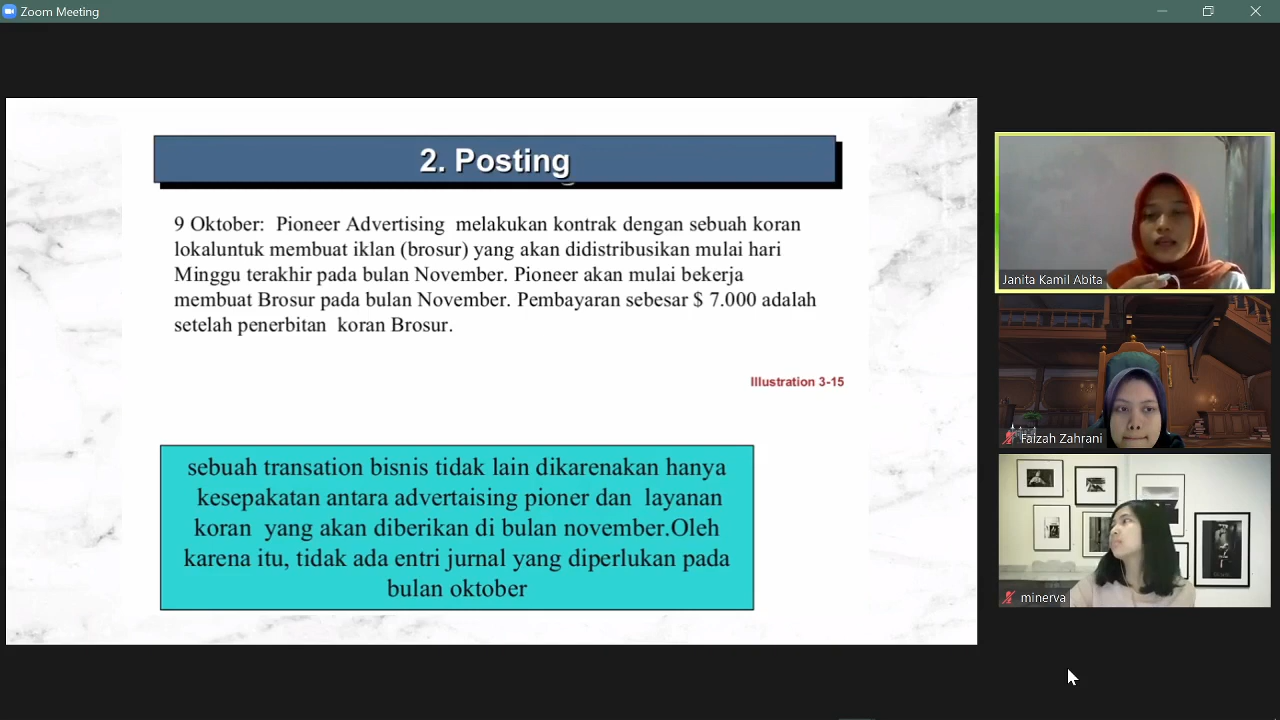 Zoom Meeting
2. Posting
9 Oktober: Pioneer Advertising melakukan kontrak dengan sebuah koran
lokaluntuk membuat iklan (brosur) yang akan didistribusikan mulai hari
Minggu terakhir pada bulan November. Pioneer akan mulai bekerja
membuat Brosur pada bulan November. Pembayaran sebesar $ 7.000 adalah
setelah penerbitan koran Brosur.
Illustration 3-15
sebuah transation bisnis tidak lain dikarenakan hanya
kesepakatan antara advertaising pioner dan layanan
koran yang akan diberikan di bulan november.Oleh
karena itu, tidak ada entri jurnal yang diperlukan pada
bulan oktober
Janita Kamil Abita
Faizah Zahrani
minerva